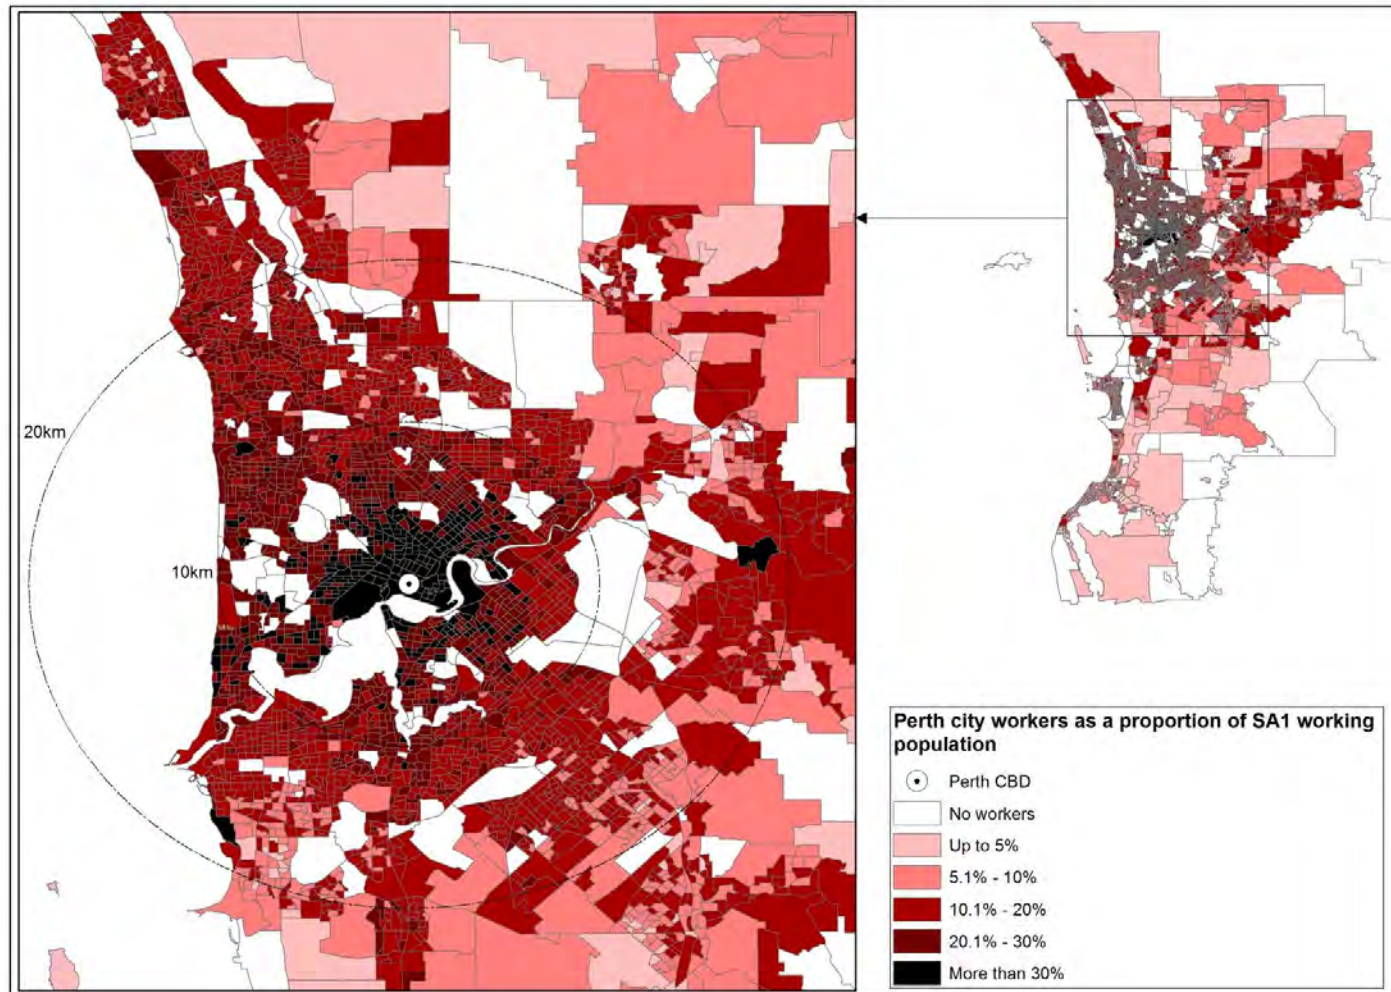 20km
10km
Perth city workers as a proportion of SA1 working
population
Perth CBD
No workers
Up to 5%
5.1% - 10%
10.1% - 20%
20.1% - 30%
More than 30%